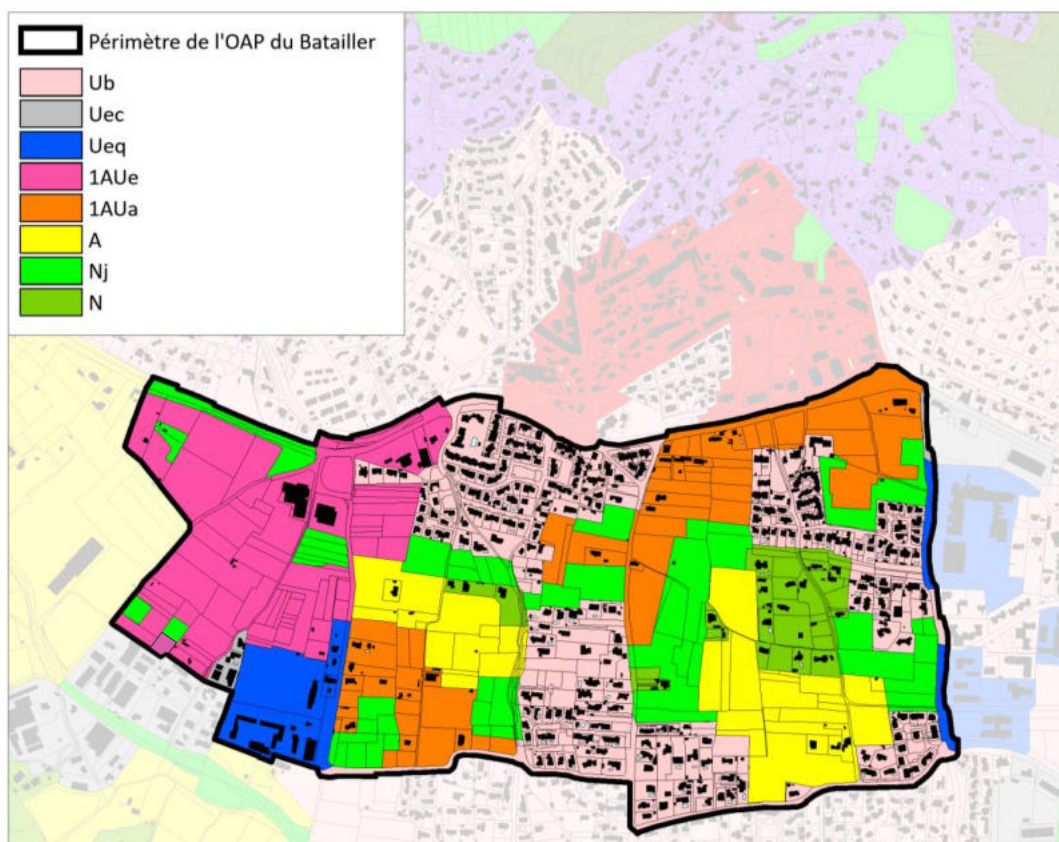 Périmètre de l'OAP du Batailler
Ub
Uec
Ueq
1AUe
1AUa
A
Nj
N